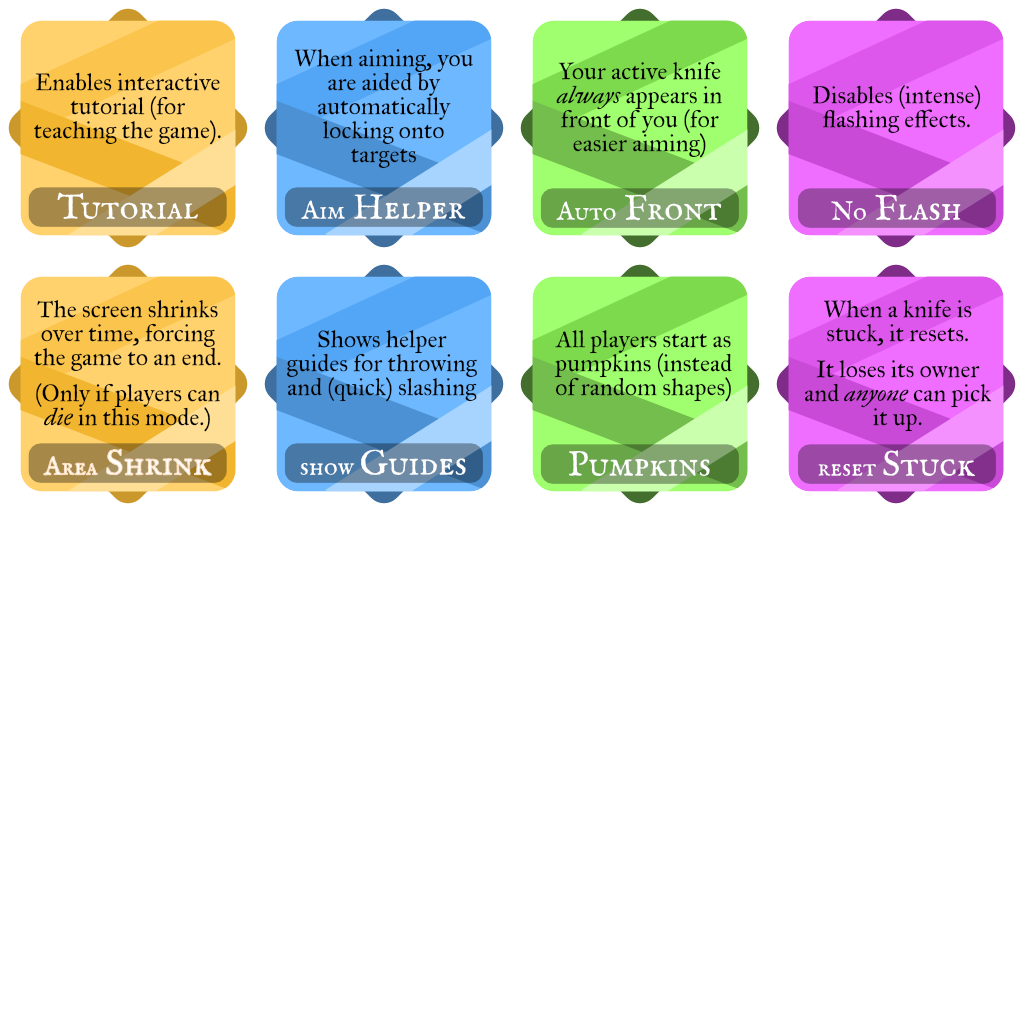 Enables interactive
tutorial (for
teaching the game).
Tutorial
When aiming, you
are aided by
automatically
locking onto
targets
Aim Helper
Your active knife
always appears in
front of you (for
easier aiming)
Auto Front
Disables (intense)
flashing effects.
No Flash
The screen shrinks
over time, forcing
the game to an end.
(Only if players can
die in this mode.)
Area Shrink
Shows helper
guides for throwing
and (quick) slashing
show Guides
All players start as
pumpkins (instead
of random shapes)
Pumpkins
When a knife is
stuck, it resets.
It loses its owner
and anyone can pick
it up.
reset Stuck